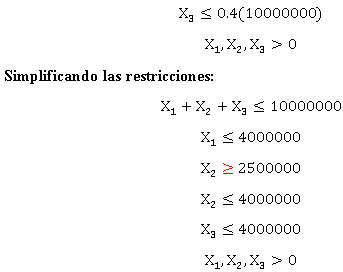 X₃ ≤ 0.4(10000000)
X₁, X₂, X₃ > 0
Simplificando las restricciones:
X₁ + X₂ + X₃ ≤ 10000000
X₁ ≤ 4000000
X₂ ≥ 2500000
X₂ ≤ 4000000
X₃ ≤ 4000000
X₁, X₂, X₃ > 0